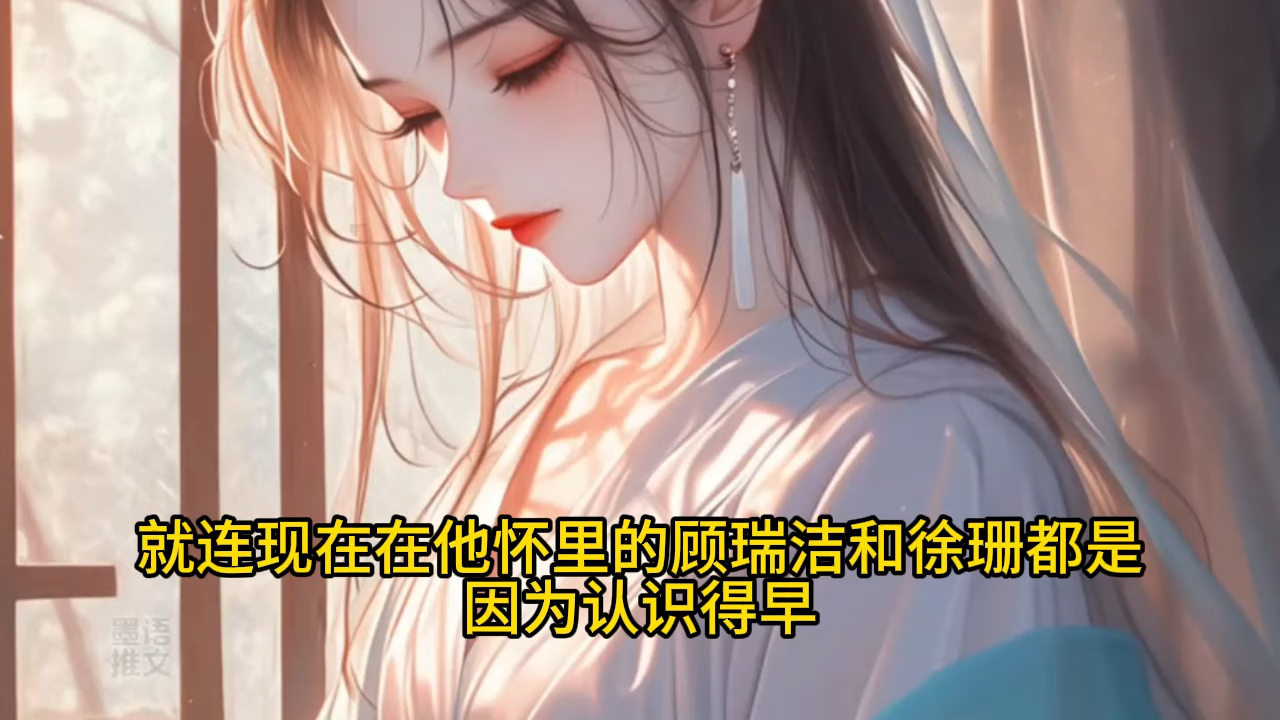 就连现在在他怀里的顾瑞洁和徐珊都是
因为认识得早
墨语
推文